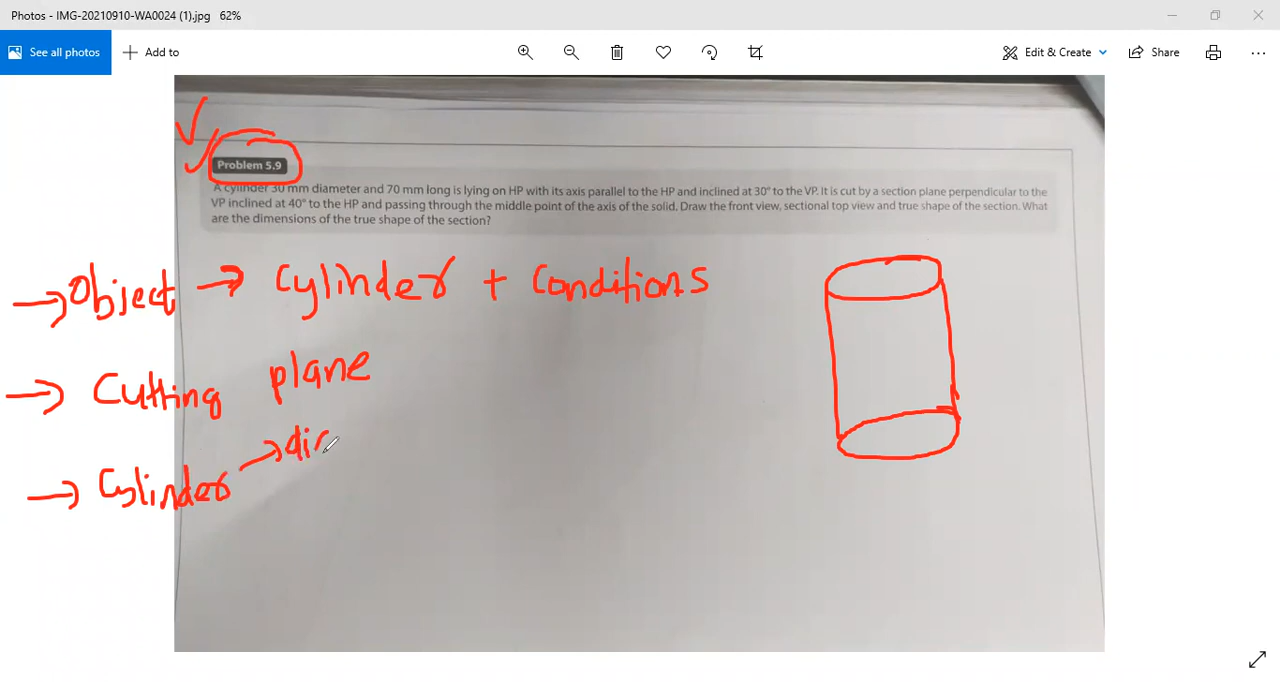 Photos - IMG-20210910-WA0024 (1).jpg 62%
See all photos
Add to
Edit & Create
Share
Problem 5.9
A cylinder 30 mm diameter and 70 mm long is lying on HP with its axis parallel to the HP and inclined at 30° to the VP. It is cut by a section plane perpendicular to the
VP inclined at 40° to the HP and passing through the middle point of the axis of the solid. Draw the front view, sectional top view and true shape of the section. What
are the dimensions of the true shape of the section?
→ Object → Cylinder + Conditions
→ Cutting plane
→ Cylinder → dia